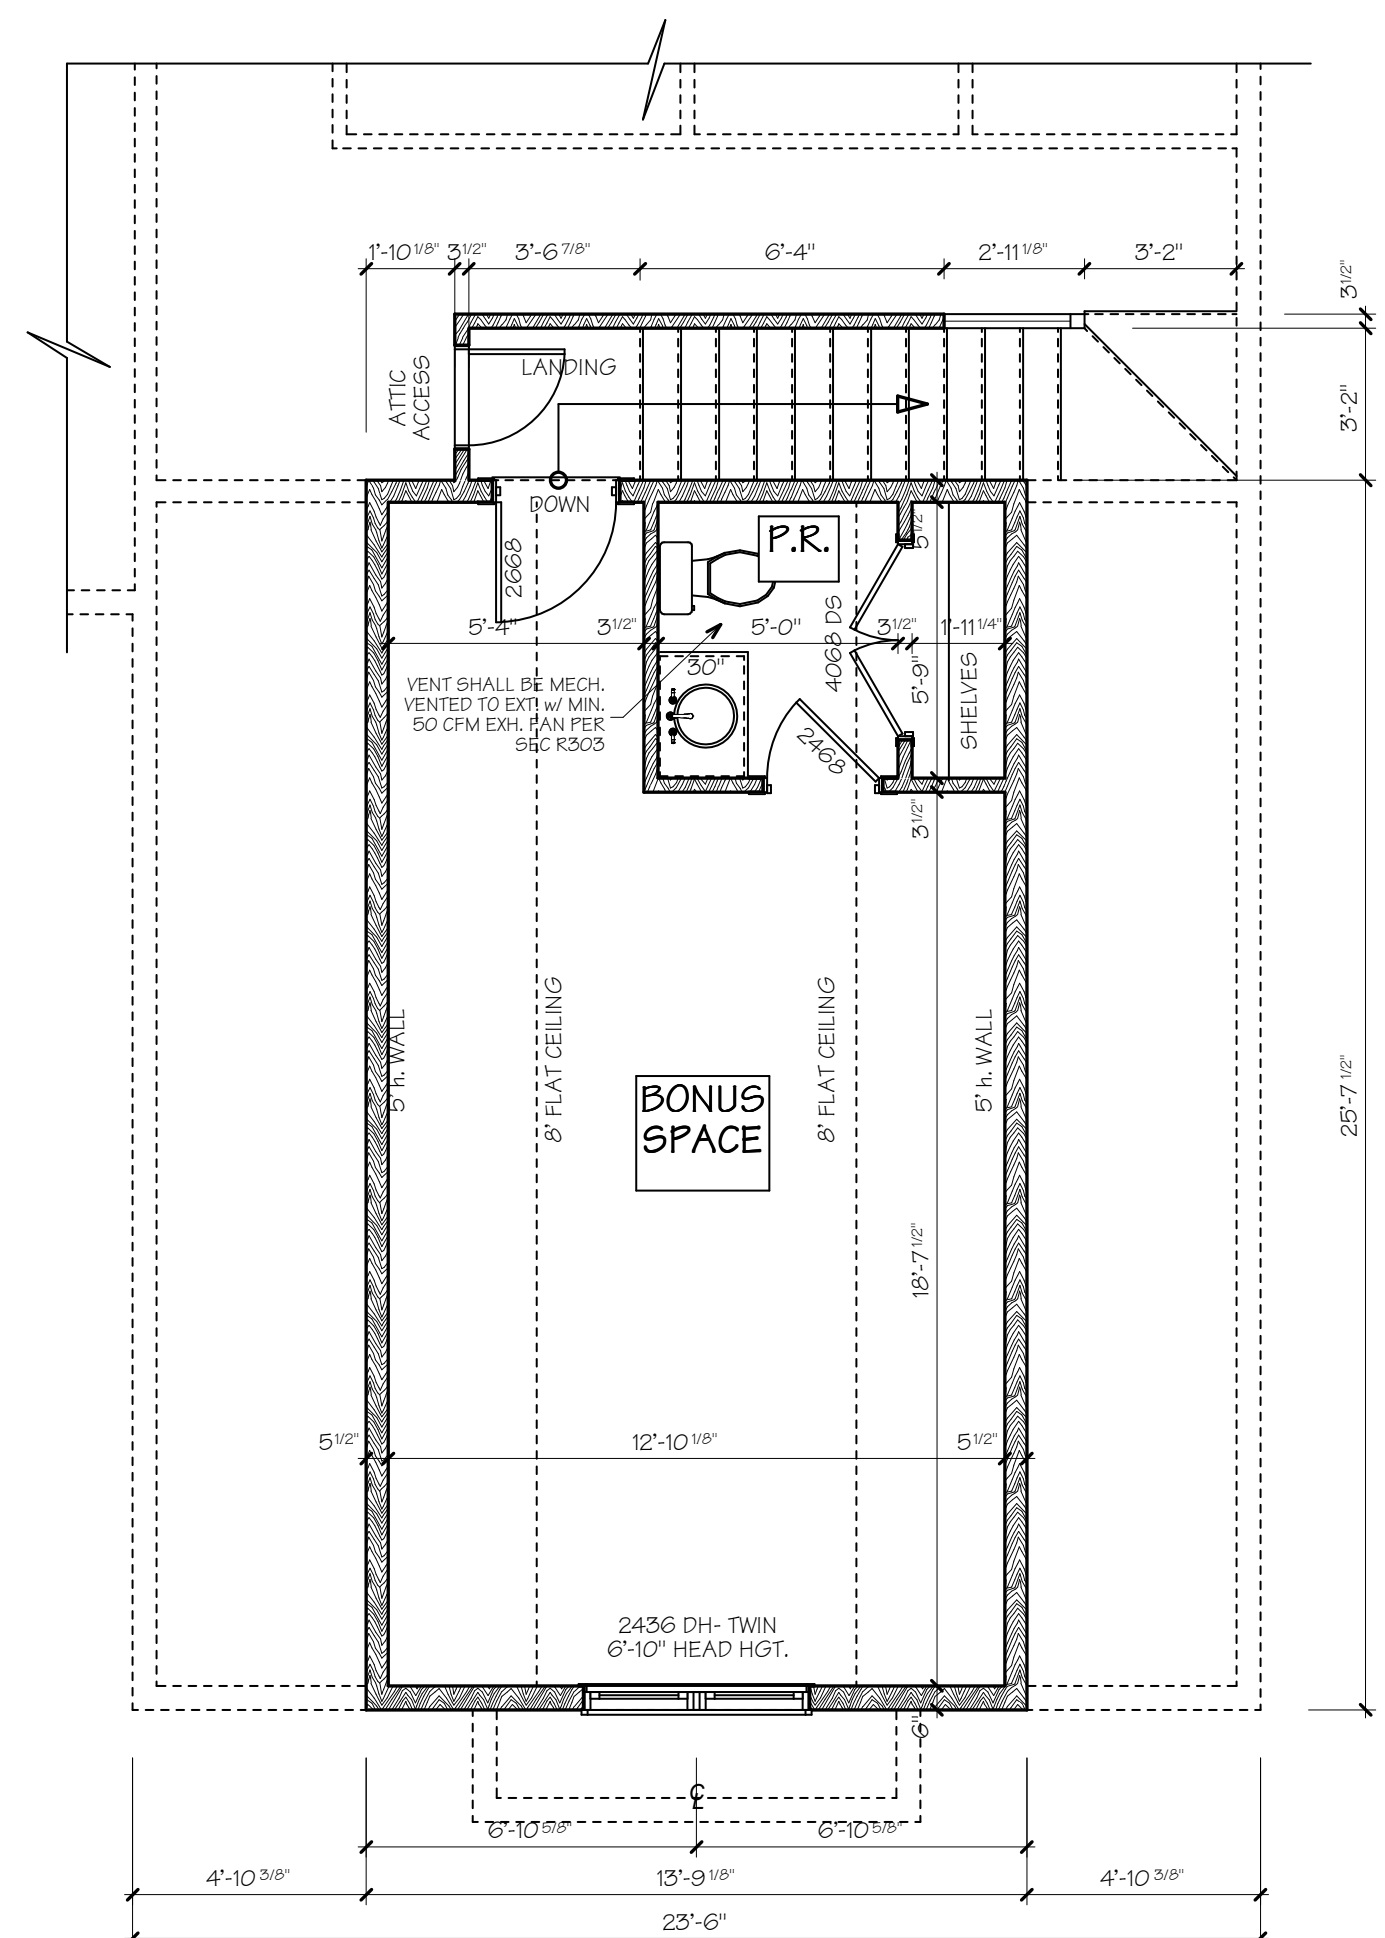 1'-10 1/8" 3 1/2" 3'-6 7/8" 6'-4" 2'-11 1/8" 3'-2"
3 1/2"
3'-2"
ATTIC
ACCESS
LANDING
DOWN
2668
P.R.
5 1/2"
5'-4" 3 1/2" 5'-0" 3 1/2" 1'-11 1/4"
4068 DS
30"
5'-9"
SHELVES
VENT SHALL BE MECH.
VENTED TO EXT. w/ MIN.
50 CFM EXH. FAN PER
SEC R303
2468
3 1/2"
5' h. WALL
8' FLAT CEILING
8' FLAT CEILING
5' h. WALL
BONUS
SPACE
25'-7 1/2"
18'-7 1/2"
5 1/2" 12'-10 1/8" 5 1/2"
2436 DH- TWIN
6'-10" HEAD HGT.
6"
℄
6'-10 5/8" 6'-10 5/8"
4'-10 3/8" 13'-9 1/8" 4'-10 3/8"
23'-6"